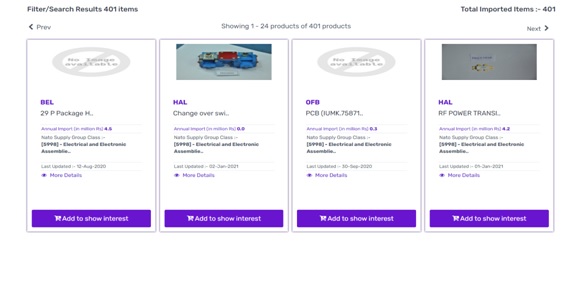 Filter/Search Results 401 items
Total Imported Items :- 401
Prev
Showing 1 - 24 products of 401 products
Next
No Image Available
BEL
29 P Package H..
Annual Import (in million Rs) 4.5
Nato Supply Group Class :-
[5998] - Electrical and Electronic
Assemblie..
Last Updated :- 12-Aug-2020
More Details
Add to show interest
HAL
Change over swi..
Annual Import (in million Rs) 0.0
Nato Supply Group Class :-
[5998] - Electrical and Electronic
Assemblie..
Last Updated :- 02-Jan-2021
More Details
Add to show interest
No Image Available
OFB
PCB (IUMK.75871..
Annual Import (in million Rs) 0.3
Nato Supply Group Class :-
[5998] - Electrical and Electronic
Assemblie..
Last Updated :- 30-Sep-2020
More Details
Add to show interest
HAL
RF POWER TRANSI..
Annual Import (in million Rs) 4.2
Nato Supply Group Class :-
[5998] - Electrical and Electronic
Assemblie..
Last Updated :- 01-Jan-2021
More Details
Add to show interest